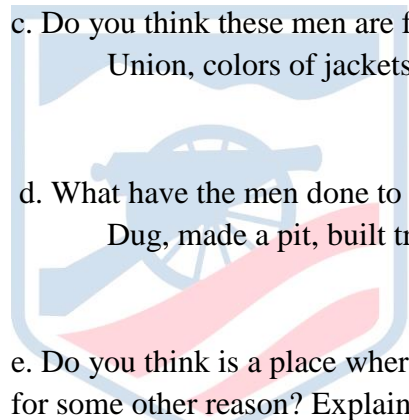 c. Do you think these men are f
Union, colors of jackets
d. What have the men done to
Dug, made a pit, built tr
e. Do you think is a place wher
for some other reason? Explain